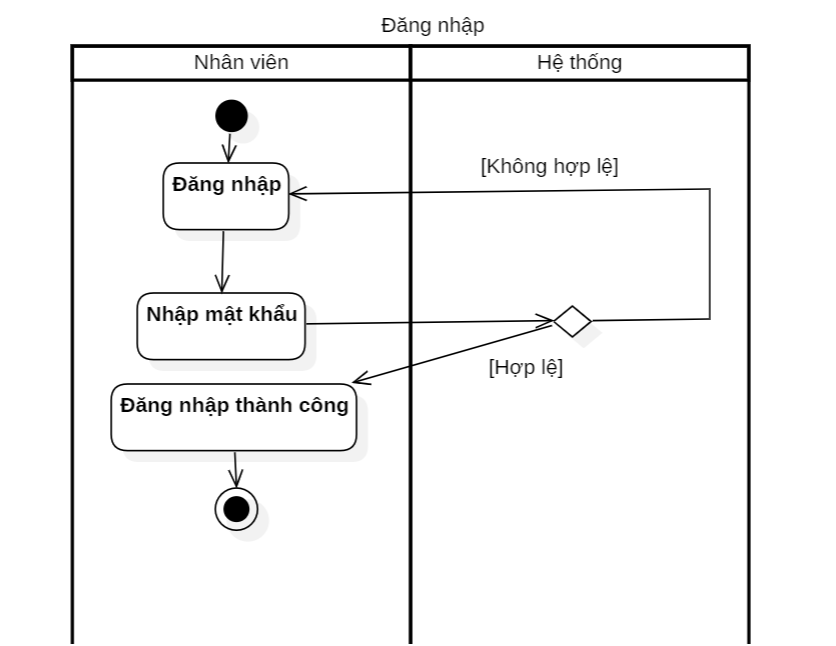 Đăng nhập
Nhân viên
Hệ thống
[Không hợp lệ]
Đăng nhập
Nhập mật khẩu
[Hợp lệ]
Đăng nhập thành công